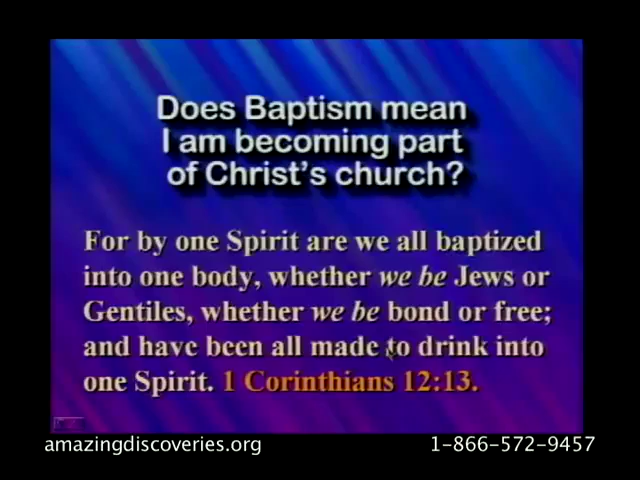 Does Baptism mean
I am becoming part
of Christ's church?
For by one Spirit are we all baptized
into one body, whether we be Jews or
Gentiles, whether we be bond or free;
and have been all made to drink into
one Spirit. 1 Corinthians 12:13.
amazingdiscoveries.org 1-866-572-9457